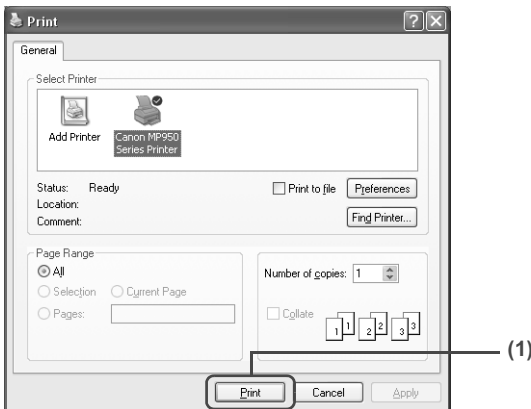 Print
General
Select Printer
Add Printer
Canon MP950
Series Printer
Status: Ready
Location:
Comment:
Print to file
Preferences
Find Printer...
Page Range
All
Selection
Current Page
Pages:
Number of copies: 1
Collate
1 1 2 2 3 3
(1)
Print
Cancel
Apply